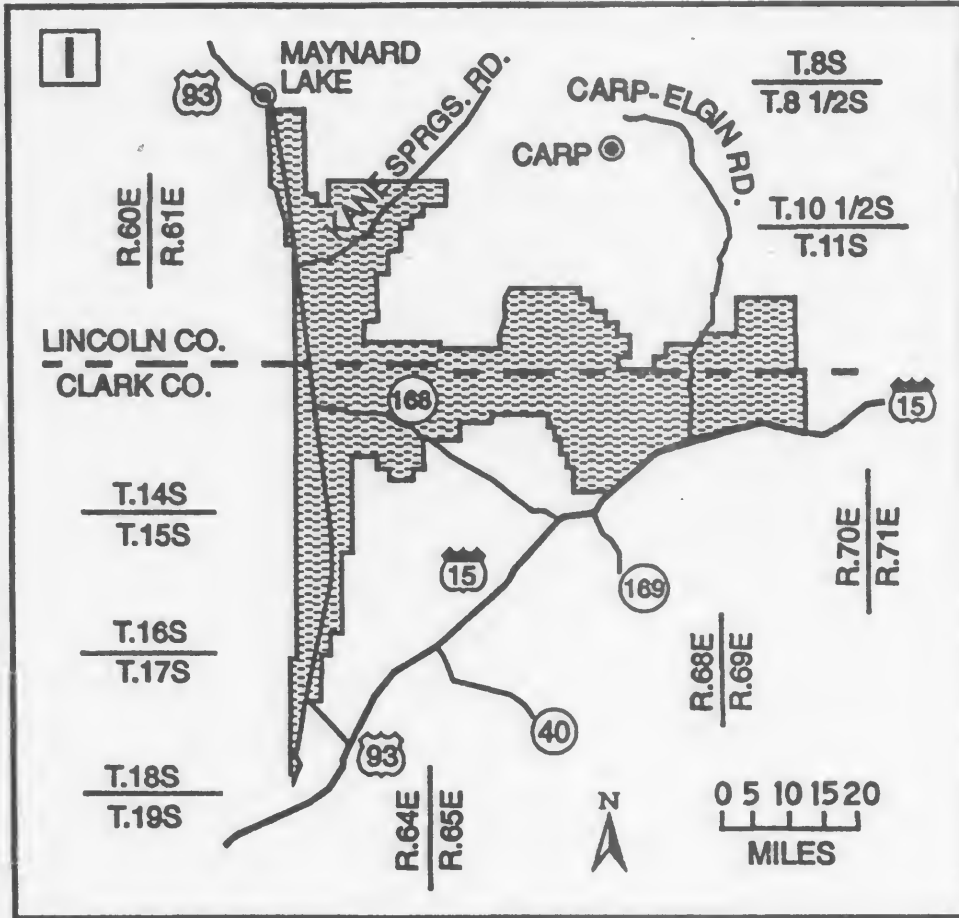 I
MAYNARD
LAKE
93
KANE SPRGS. RD.
CARP-ELGIN RD.
CARP
T.8S
T.8 1/2S
T.10 1/2S
T.11S
R.60E
R.61E
LINCOLN CO.
CLARK CO.
168
15
T.14S
T.15S
15
169
R.70E
R.71E
T.16S
T.17S
R.68E
R.69E
40
93
T.18S
T.19S
R.64E
R.65E
N
0 5 10 15 20
MILES